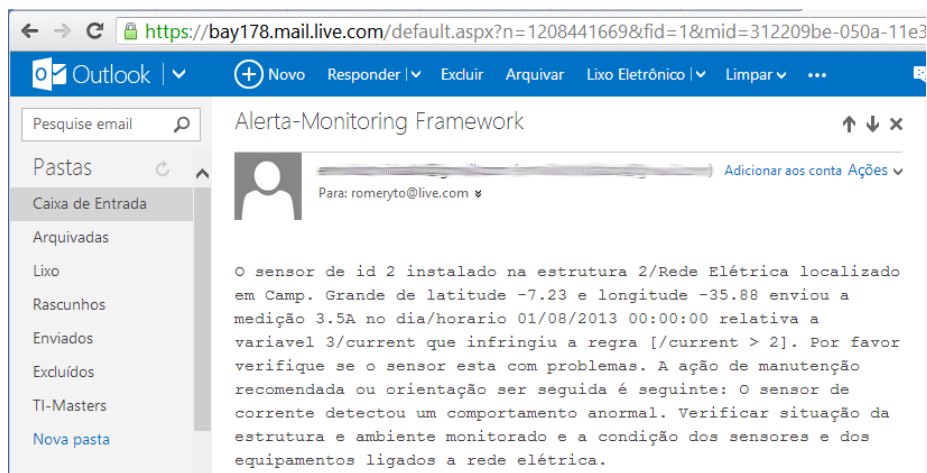 https://bay178.mail.live.com/default.aspx?n=1208441669&fid=1&mid=312209be-050a-11e3
Outlook
Novo Responder Excluir Arquivar Lixo Eletrônico Limpar
Pesquise email
Pastas
Caixa de Entrada
Arquivadas
Lixo
Rascunhos
Enviados
Excluídos
TI-Masters
Nova pasta
Alerta-Monitoring Framework
Adicionar aos conta Ações
Para: romeryto@live.com
O sensor de id 2 instalado na estrutura 2/Rede Elétrica localizado
em Camp. Grande de latitude -7.23 e longitude -35.88 enviou a
medição 3.5A no dia/horario 01/08/2013 00:00:00 relativa a
variavel 3/current que infringiu a regra [/current > 2]. Por favor
verifique se o sensor esta com problemas. A ação de manutenção
recomendada ou orientação ser seguida é seguinte: O sensor de
corrente detectou um comportamento anormal. Verificar situação da
estrutura e ambiente monitorado e a condição dos sensores e dos
equipamentos ligados a rede elétrica.